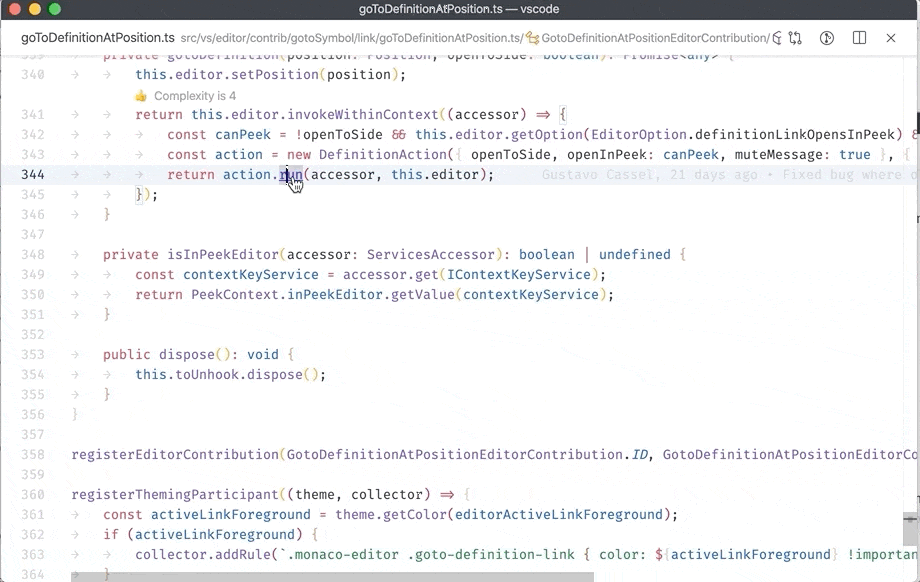 goToDefinitionAtPosition.ts — vscode
goToDefinitionAtPosition.ts src/vs/editor/contrib/gotoSymbol/link/goToDefinitionAtPosition.ts/ GotoDefinitionAtPositionEditorContribution/
339 private gotoDefinition(position: Position, openToSide: boolean): Promise<any> {
340 this.editor.setPosition(position);
👍 Complexity is 4
341 return this.editor.invokeWithinContext((accessor) => {
342 const canPeek = !openToSide && this.editor.getOption(EditorOption.definitionLinkOpensInPeek) &
343 const action = new DefinitionAction({ openToSide, openInPeek: canPeek, muteMessage: true }, {
344 return action.run(accessor, this.editor); Gustavo Cassel, 21 days ago • Fixed bug where d
345 });
346 }
347
348 private isInPeekEditor(accessor: ServicesAccessor): boolean | undefined {
349 const contextKeyService = accessor.get(IContextKeyService);
350 return PeekContext.inPeekEditor.getValue(contextKeyService);
351 }
352
353 public dispose(): void {
354 this.toUnhook.dispose();
355 }
356 }
357
358 registerEditorContribution(GotoDefinitionAtPositionEditorContribution.ID, GotoDefinitionAtPositionEditorCo
359
360 registerThemingParticipant((theme, collector) => {
361 const activeLinkForeground = theme.getColor(editorActiveLinkForeground);
362 if (activeLinkForeground) {
363 collector.addRule(`.monaco-editor .goto-definition-link { color: ${activeLinkForeground} !importan
364 }